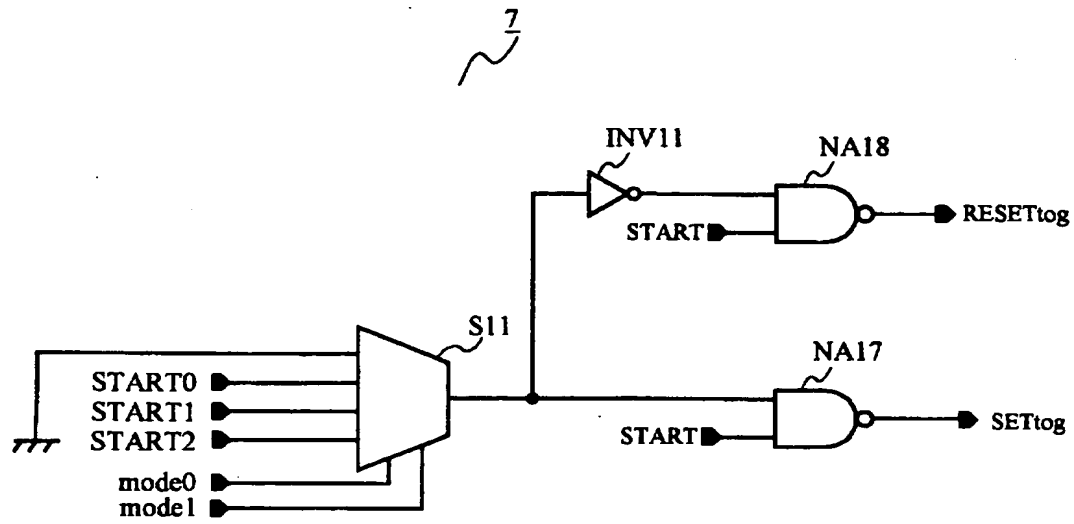 7
INV11
NA18
START
RESETtog
S11
START0
START1
START2
mode0
mode1
NA17
START
SETtog